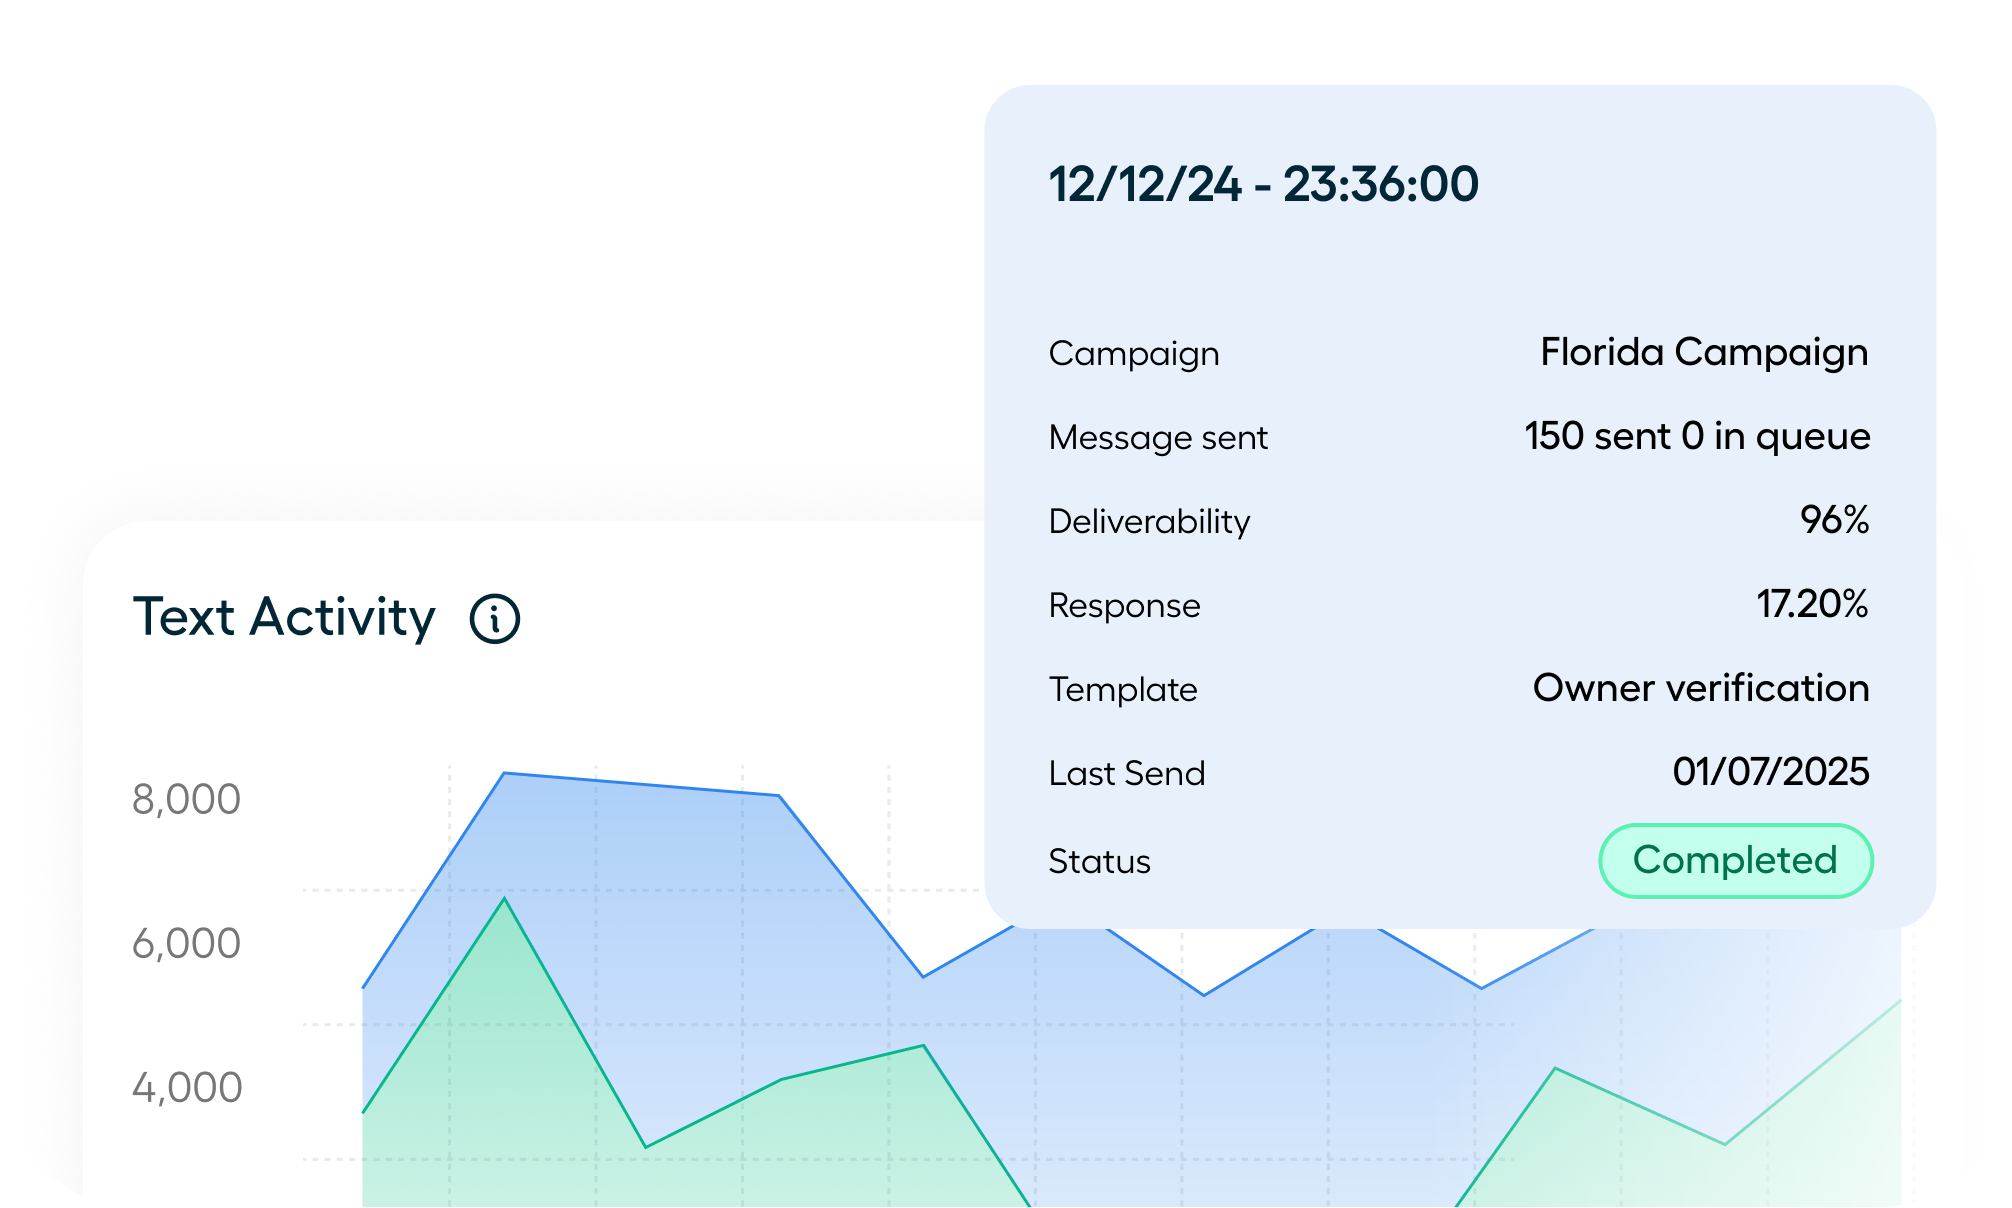 12/12/24 - 23:36:00
Campaign Florida Campaign
Message sent 150 sent 0 in queue
Deliverability 96%
Response 17.20%
Template Owner verification
Last Send 01/07/2025
Status Completed
Text Activity
8,000
6,000
4,000